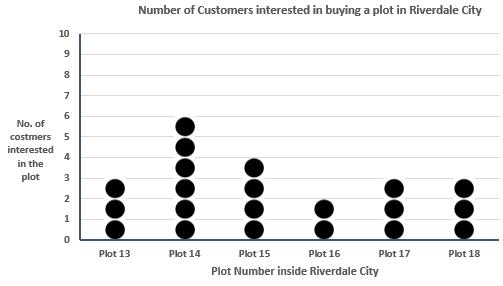 Number of Customers interested in buying a plot in Riverdale City
10
9
8
7
6
5
4
3
2
1
0
No. of
costmers
interested
in the
plot
Plot 13 Plot 14 Plot 15 Plot 16 Plot 17 Plot 18
Plot Number inside Riverdale City